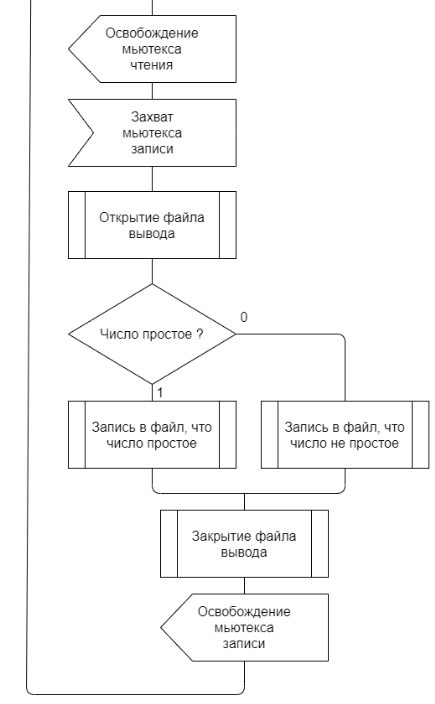 Освобождение
мьютекса
чтения
Захват
мьютекса
записи
Открытие файла
вывода
Число простое ?
0
1
Запись в файл, что
число простое
Запись в файл, что
число не простое
Закрытие файла
вывода
Освобождение
мьютекса
записи